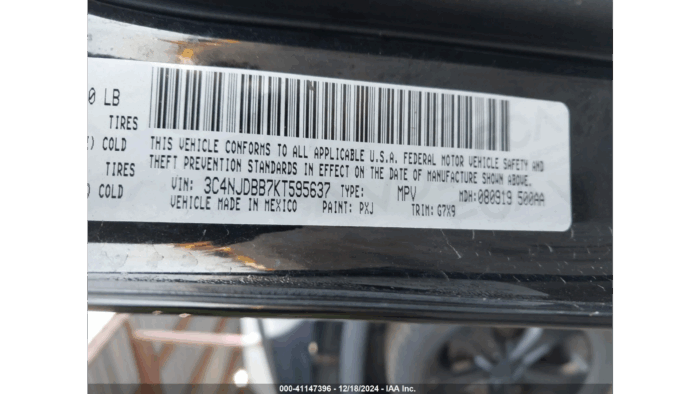 0 LB
TIRES
) COLD
TIRES
) COLD
THIS VEHICLE CONFORMS TO ALL APPLICABLE U.S.A. FEDERAL MOTOR VEHICLE SAFETY AND
THEFT PREVENTION STANDARDS IN EFFECT ON THE DATE OF MANUFACTURE SHOWN ABOVE.
VIN: 3C4NJDBB7KT595637 TYPE: MPV MDH:080919 500AA
VEHICLE MADE IN MEXICO PAINT: PXJ TRIM: G7X9
000-41147396 - 12/18/2024 - IAA Inc.